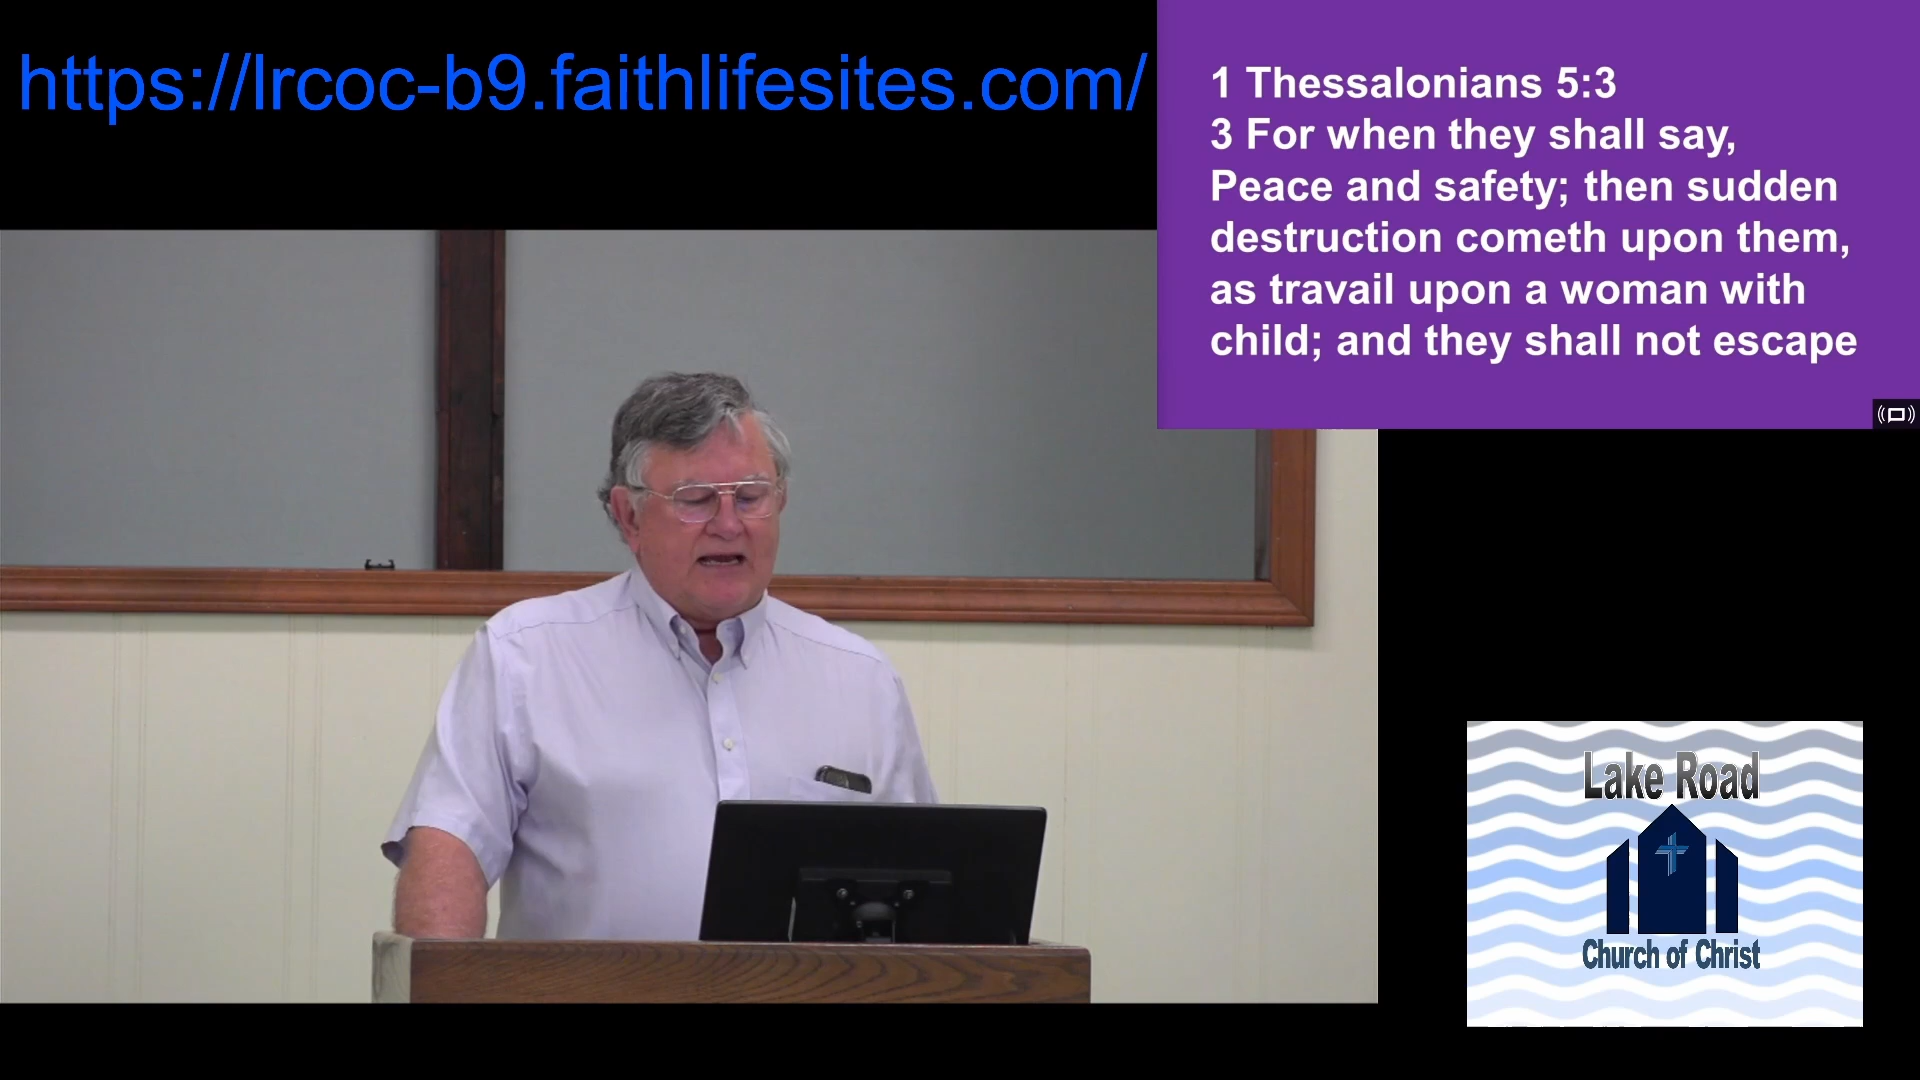 https://lrcoc-b9.faithlifesites.com/
1 Thessalonians 5:3
3 For when they shall say,
Peace and safety; then sudden
destruction cometh upon them,
as travail upon a woman with
child; and they shall not escape
Lake Road
Church of Christ